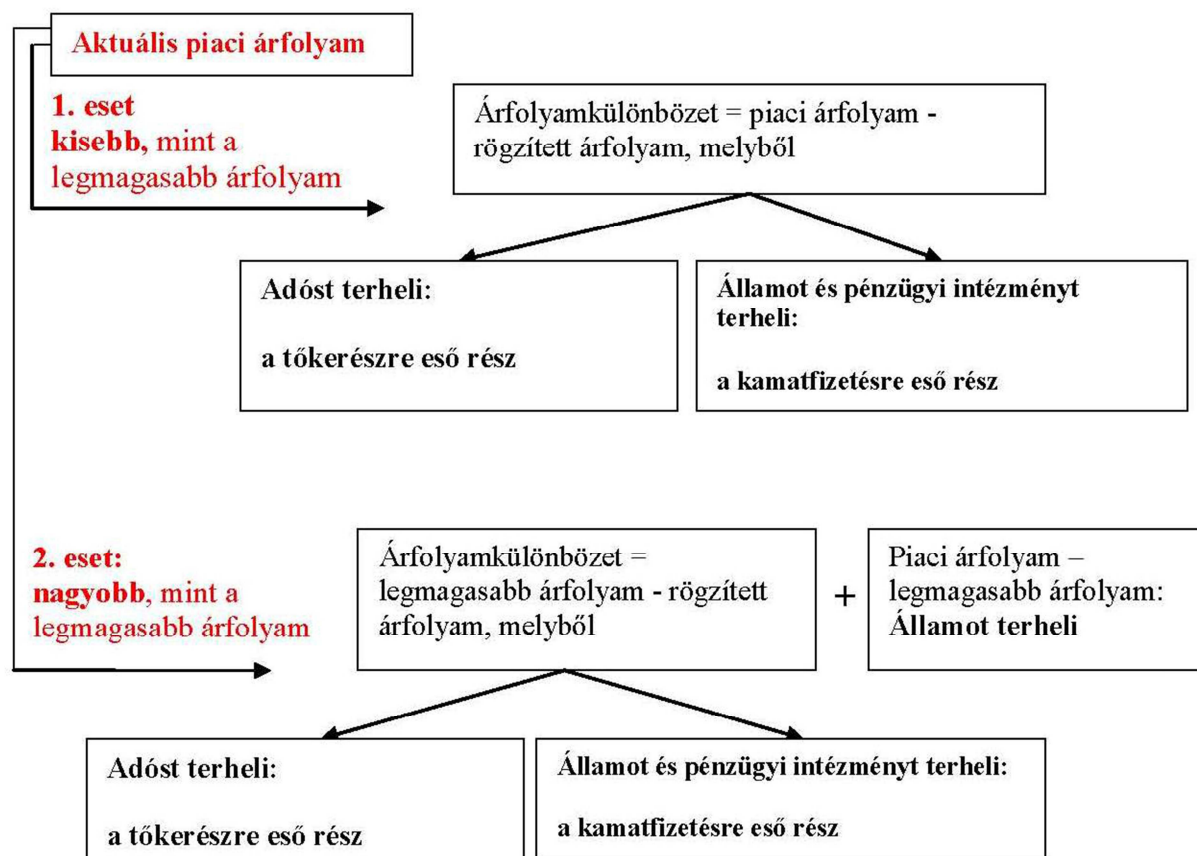 Aktuális piaci árfolyam
1. eset
kisebb, mint a
legmagasabb árfolyam
Árfolyamkülönbözet = piaci árfolyam -
rögzített árfolyam, melyből
Adóst terheli:
a tőkerészre eső rész
Államot és pénzügyi intézményt
terheli:
a kamatfizetésre eső rész
2. eset:
nagyobb, mint a
legmagasabb árfolyam
Árfolyamkülönbözet =
legmagasabb árfolyam - rögzített
árfolyam, melyből
+
Piaci árfolyam –
legmagasabb árfolyam:
Államot terheli
Adóst terheli:
a tőkerészre eső rész
Államot és pénzügyi intézményt terheli:
a kamatfizetésre eső rész